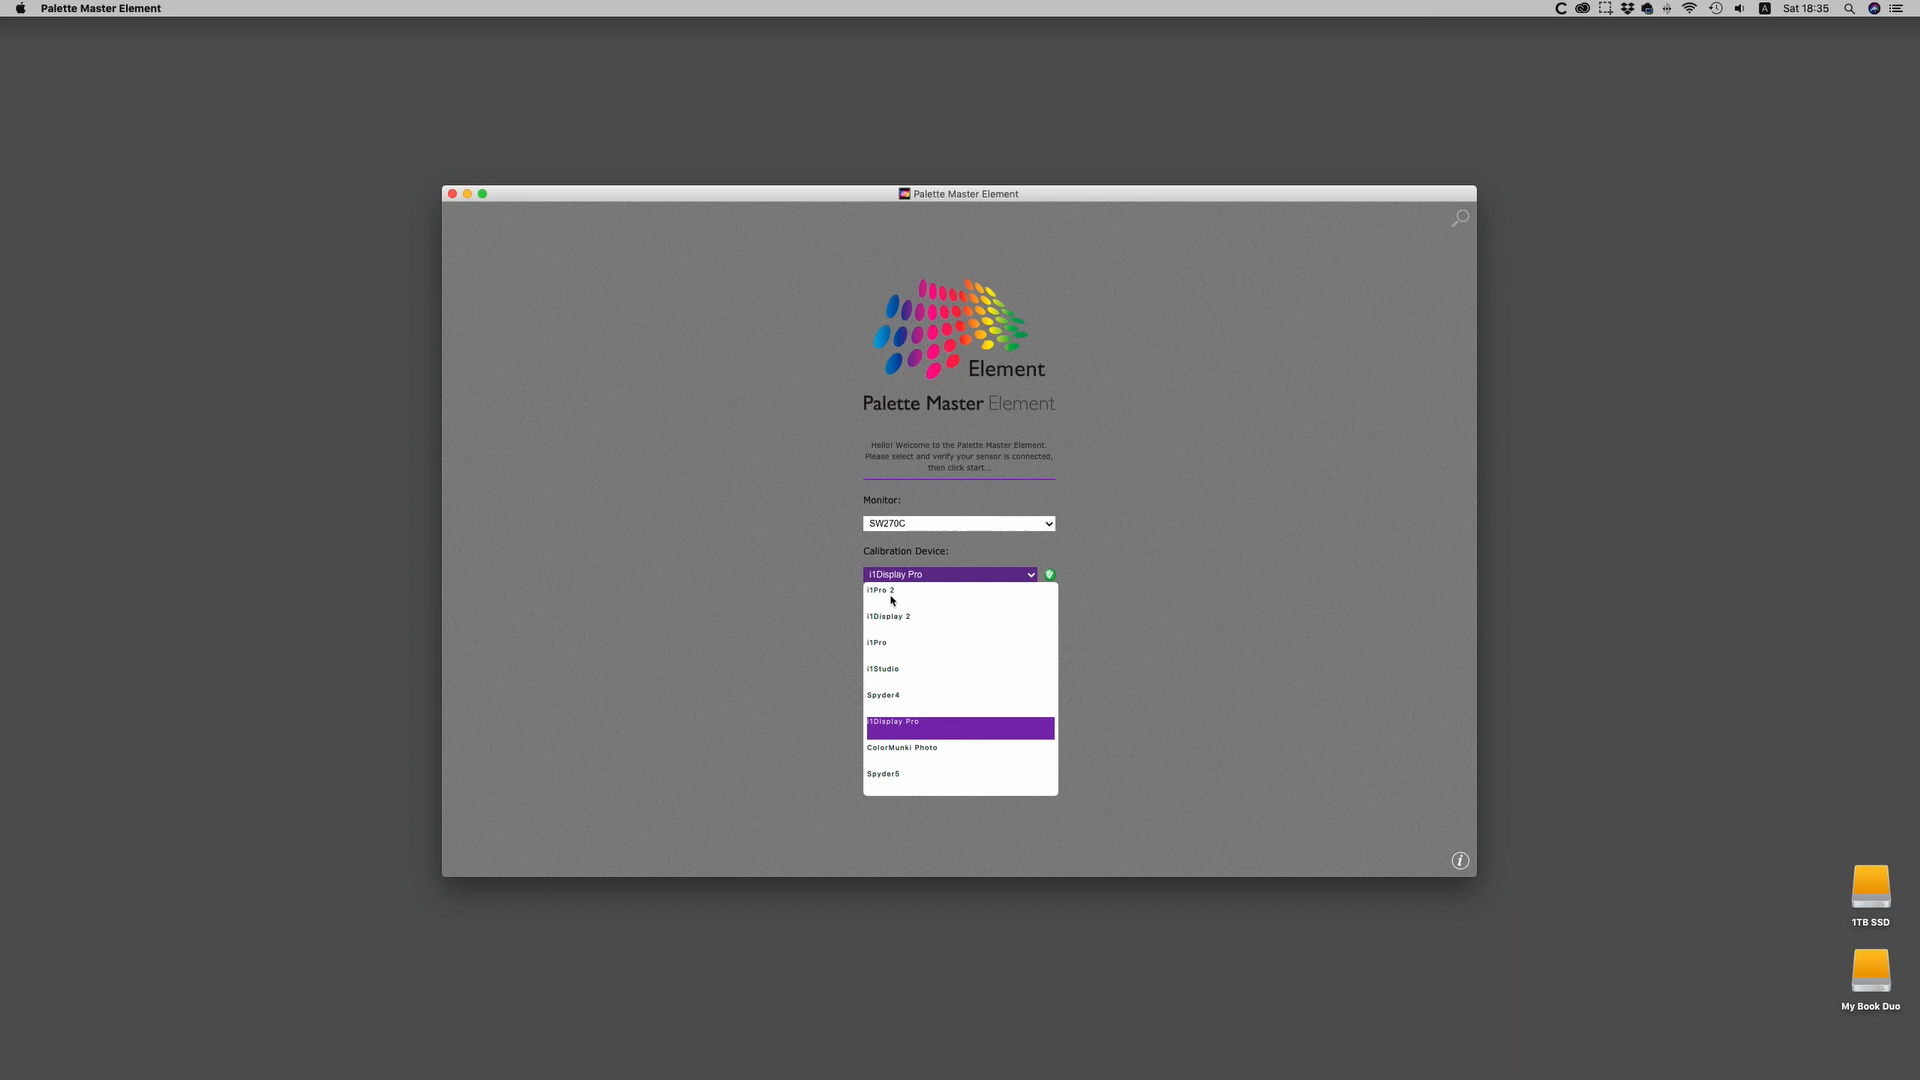 Palette Master Element
A
Sat 18:35
Palette Master Element
Element
Palette Master Element
Hello! Welcome to the Palette Master Element.
Please select and verify your sensor is connected,
then click start...
Monitor:
SW270C
Calibration Device:
i1Display Pro
i1Pro 2
i1Display 2
i1Pro
i1Studio
Spyder4
i1Display Pro
ColorMunki Photo
Spyder5
i
1TB SSD
My Book Duo